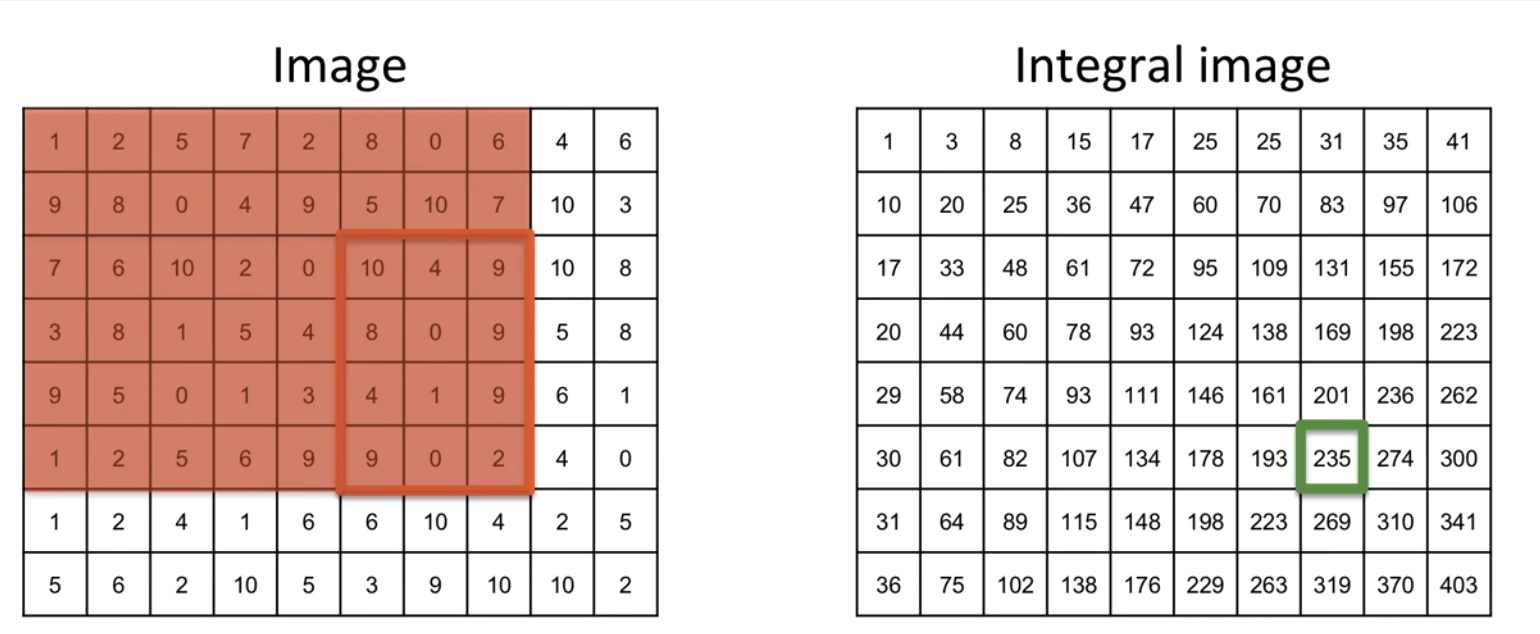 Image Integral image
1 2 5 7 2 8 0 6 4 6 1 3 8 15 17 25 25 31 35 41
9 8 0 4 9 5 10 7 10 3 10 20 25 36 47 60 70 83 97 106
7 6 10 2 0 10 4 9 10 8 17 33 48 61 72 95 109 131 155 172
3 8 1 5 4 8 0 9 5 8 20 44 60 78 93 124 138 169 198 223
9 5 0 1 3 4 1 9 6 1 29 58 74 93 111 146 161 201 236 262
1 2 5 6 9 9 0 2 4 0 30 61 82 107 134 178 193 235 274 300
1 2 4 1 6 6 10 4 2 5 31 64 89 115 148 198 223 269 310 341
5 6 2 10 5 3 9 10 10 2 36 75 102 138 176 229 263 319 370 403